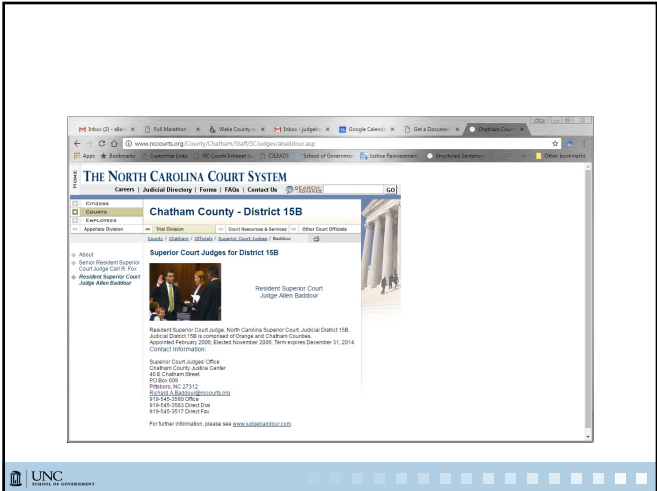 Inbox (2) - allen
Full Marathon
Wake County n
Inbox - judgeb
Google Calenda
Get a Documen
Chatham Coun
www.nccourts.org/County/Chatham/Staff/SCJudges/abaddour.asp
Apps
Bookmarks
Customize Links
NC Courts Intranet
CJLEADS
School of Governmen
Justice Reinvestment
Structured Sentencin
Other bookmarks
HOME
THE NORTH CAROLINA COURT SYSTEM
Careers | Judicial Directory | Forms | FAQs | Contact Us
SEARCH
ADVANCED
GO
CITIZENS
COURTS
EMPLOYEES
Chatham County - District 15B
Appellate Division
Trial Division
Court Resources & Services
Other Court Officials
County / Chatham / Officials / Superior Court Judges / Baddour
About
Senior Resident Superior
Court Judge Carl R. Fox
Resident Superior Court
Judge Allen Baddour
Superior Court Judges for District 15B
Resident Superior Court
Judge Allen Baddour
Resident Superior Court Judge, North Carolina Superior Court, Judicial District 15B.
Judicial District 15B is comprised of Orange and Chatham Counties.
Appointed February 2006; Elected November 2006. Term expires December 31, 2014.
Contact Information:
Superior Court Judges' Office
Chatham County Justice Center
40 E Chatham Street
PO Box 609
Pittsboro, NC 27312
Richard.A.Baddour@nccourts.org
919-545-3560 Office
919-545-3583 Direct Dial
919-545-3517 Direct Fax
For further information, please see www.judgebaddour.com.
UNC
SCHOOL OF GOVERNMENT